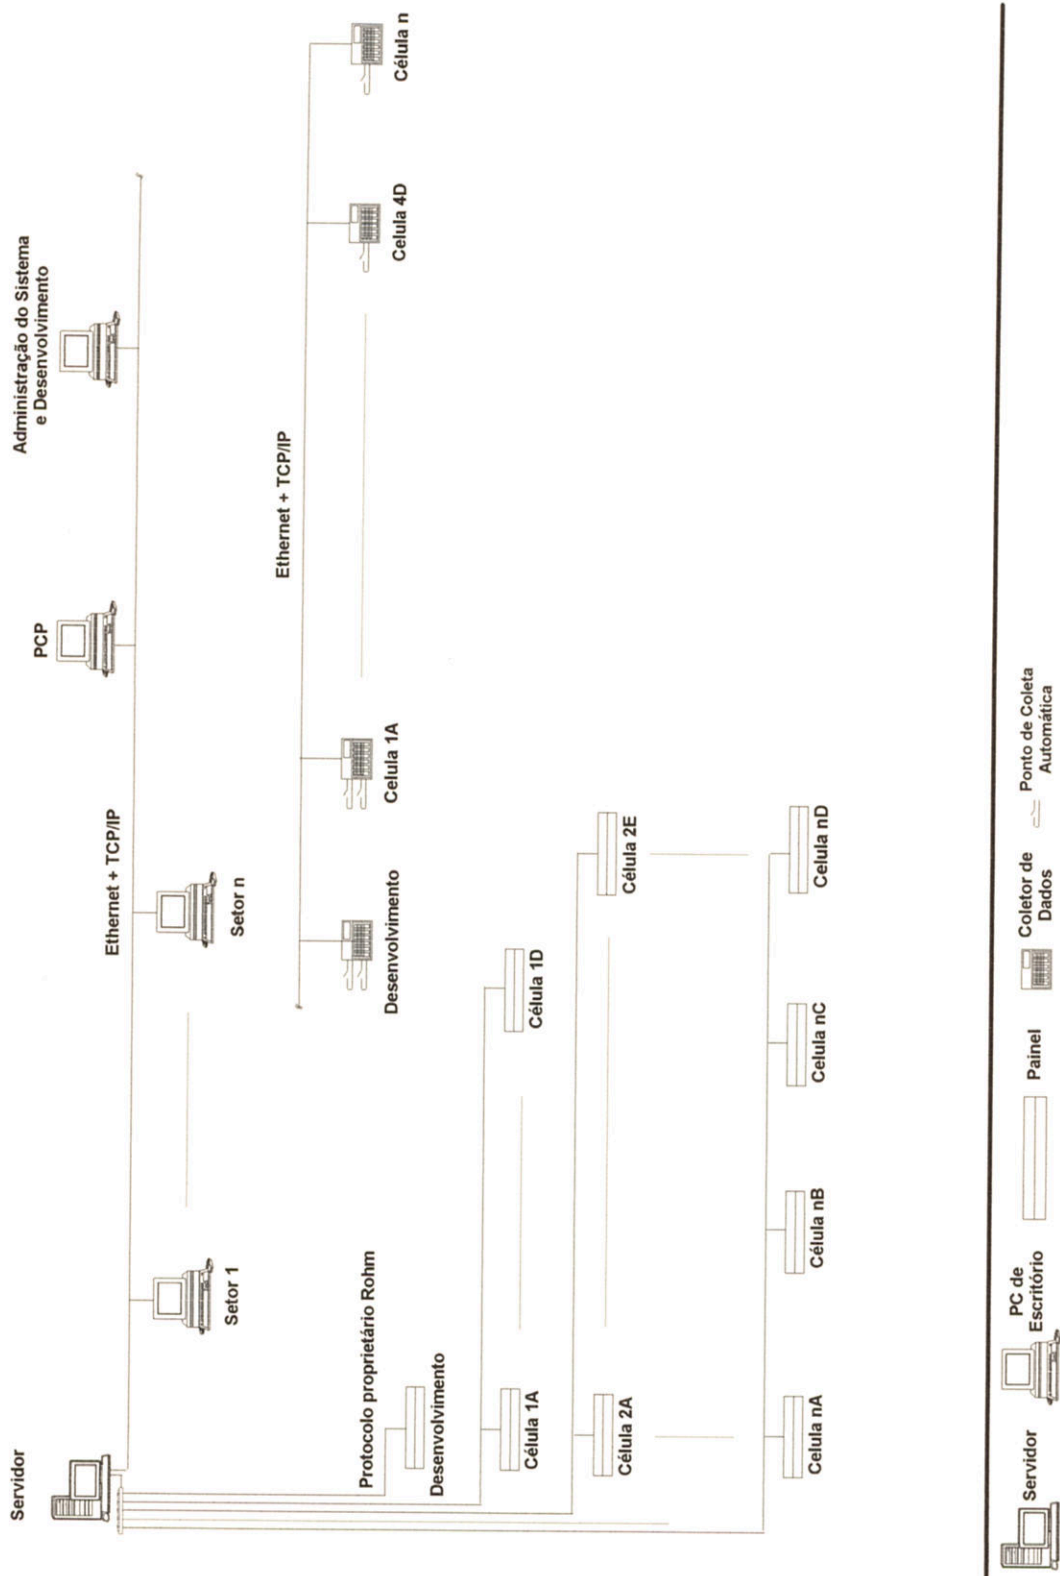 Servidor
Administração do Sistema
e Desenvolvimento
PCP
Ethernet + TCP/IP
Setor 1
Setor n
Ethernet + TCP/IP
Desenvolvimento
Celula 1A
Celula 4D
Célula n
Protocolo proprietário Rohm
Desenvolvimento
Célula 1A
Célula 1D
Célula 2A
Célula 2E
Celula nA
Célula nB
Celula nC
Celula nD
Servidor
PC de
Escritório
Painel
Coletor de
Dados
Ponto de Coleta
Automática